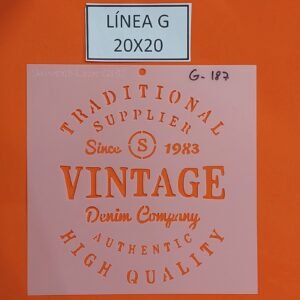 LÍNEA G
20X20
G-187
TRADITIONAL
SUPPLIER
Since S 1983
VINTAGE
Denim Company
AUTHENTIC
HIGH QUALITY